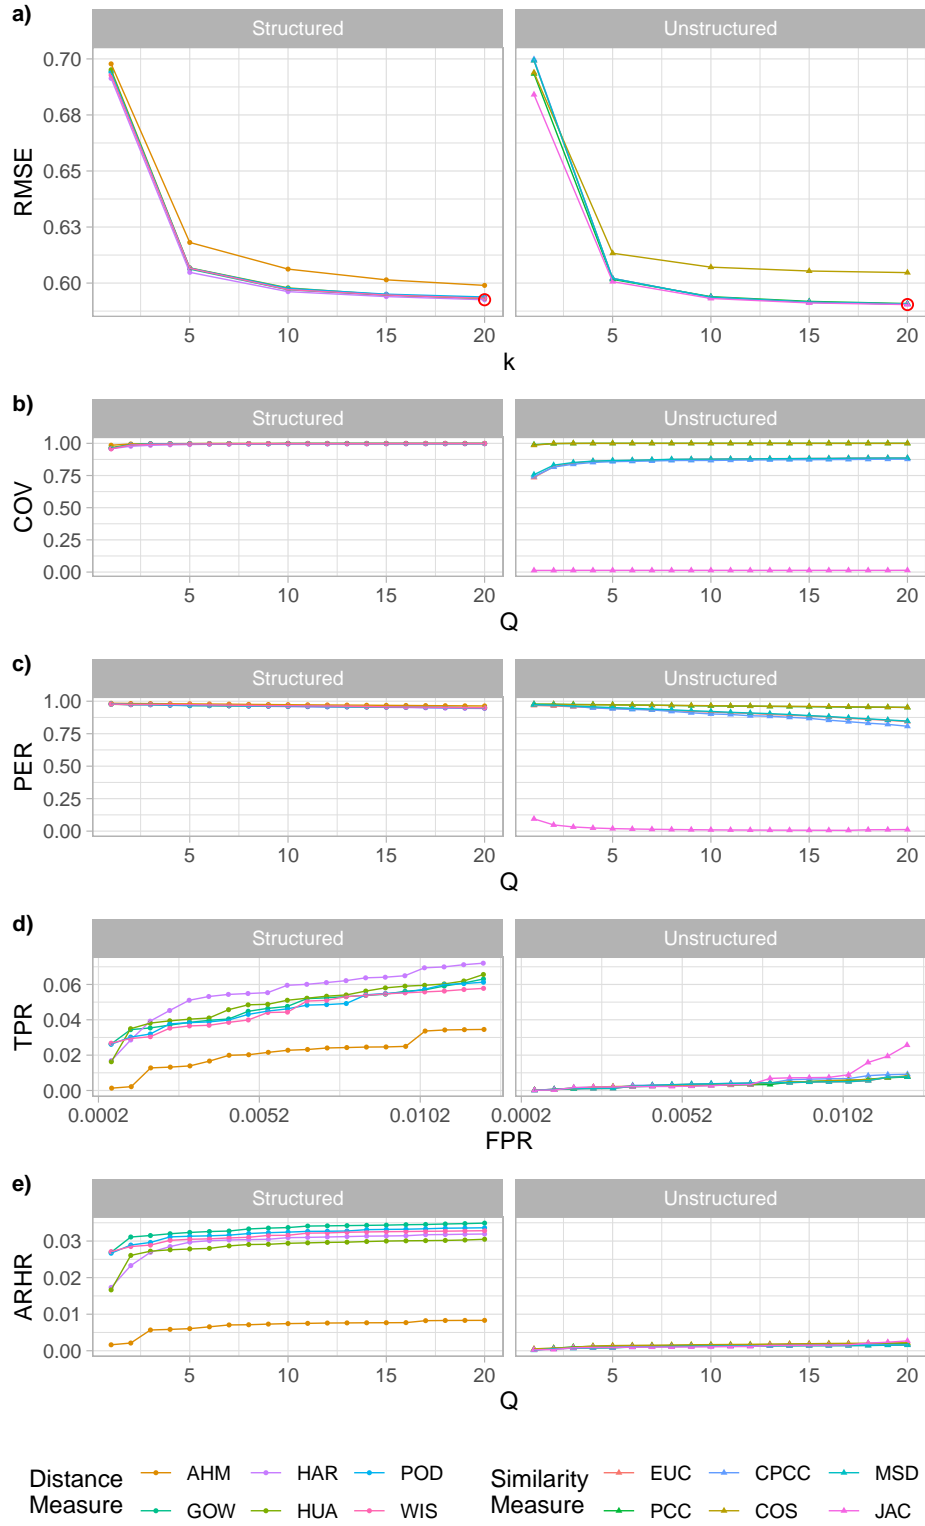 a)
Structured Unstructured
RMSE
0.70
0.68
0.65
0.63
0.60
5 10 15 20 5 10 15 20
k
b)
Structured Unstructured
COV
1.00
0.75
0.50
0.25
0.00
5 10 15 20 5 10 15 20
Q
c)
Structured Unstructured
PER
1.00
0.75
0.50
0.25
0.00
5 10 15 20 5 10 15 20
Q
d)
Structured Unstructured
TPR
0.06
0.04
0.02
0.00
0.0002 0.0052 0.0102 0.0002 0.0052 0.0102
FPR
e)
Structured Unstructured
ARHR
0.03
0.02
0.01
0.00
5 10 15 20 5 10 15 20
Q
Distance Measure
AHM HAR POD
GOW HUA WIS
Similarity Measure
EUC CPCC MSD
PCC COS JAC